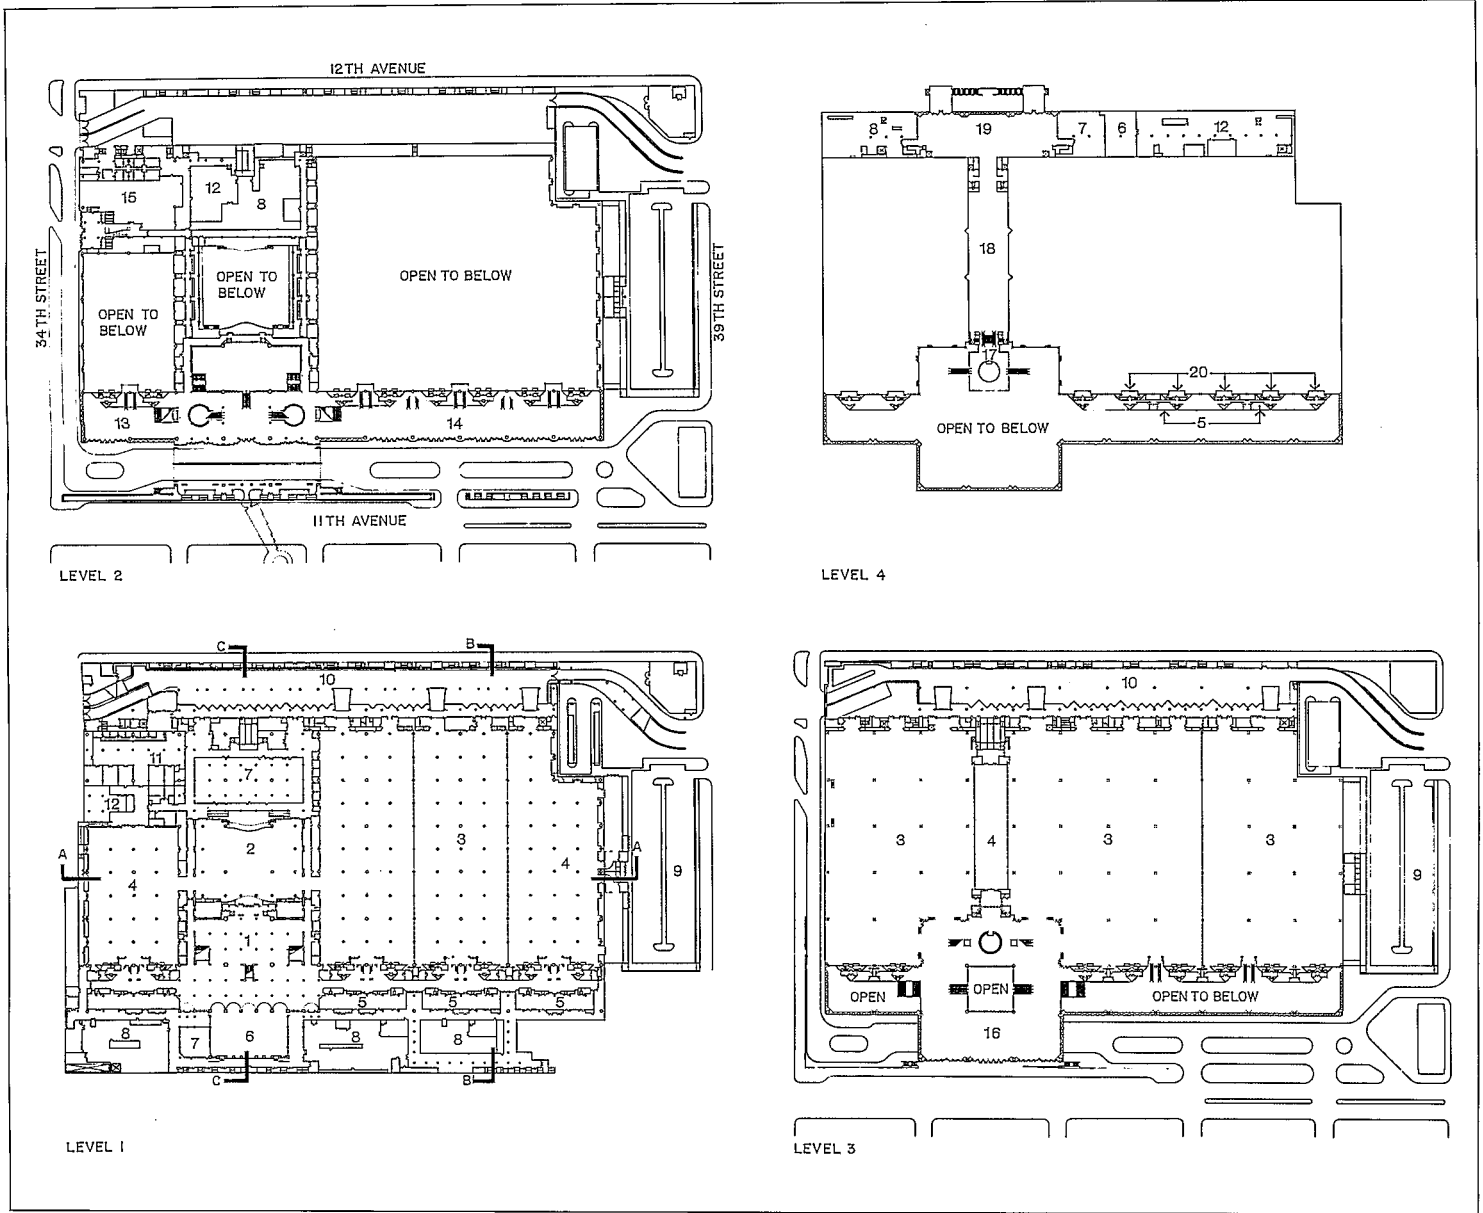 12TH AVENUE
15
12
8
OPEN TO
BELOW
OPEN TO BELOW
OPEN TO
BELOW
34TH STREET
39TH STREET
13
14
11TH AVENUE
LEVEL 2
8
19
7
6
12
18
17
20
5
OPEN TO BELOW
LEVEL 4
C
B
10
11
7
12
2
3
4
A
A
4
9
1
5
5
5
8
7
6
8
8
C
B
LEVEL 1
10
3
4
3
3
9
OPEN
OPEN
OPEN TO BELOW
16
LEVEL 3